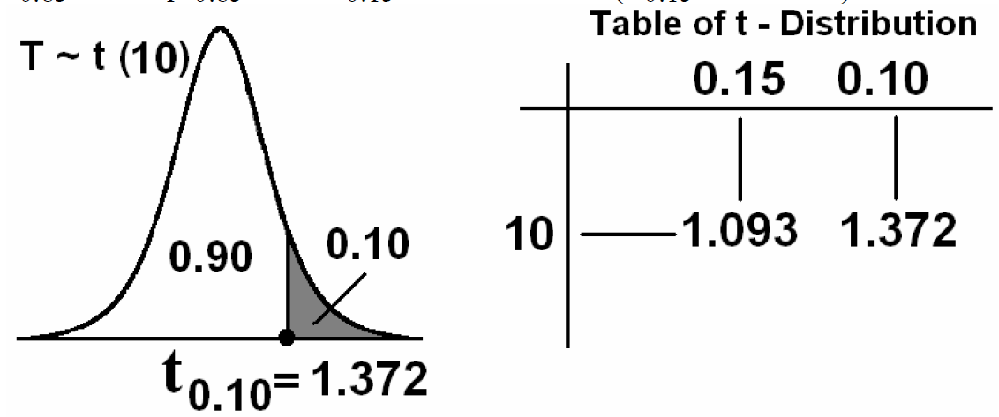 T ~ t (10)
0.90
0.10
t0.10= 1.372
Table of t - Distribution
0.15 0.10
10 1.093 1.372